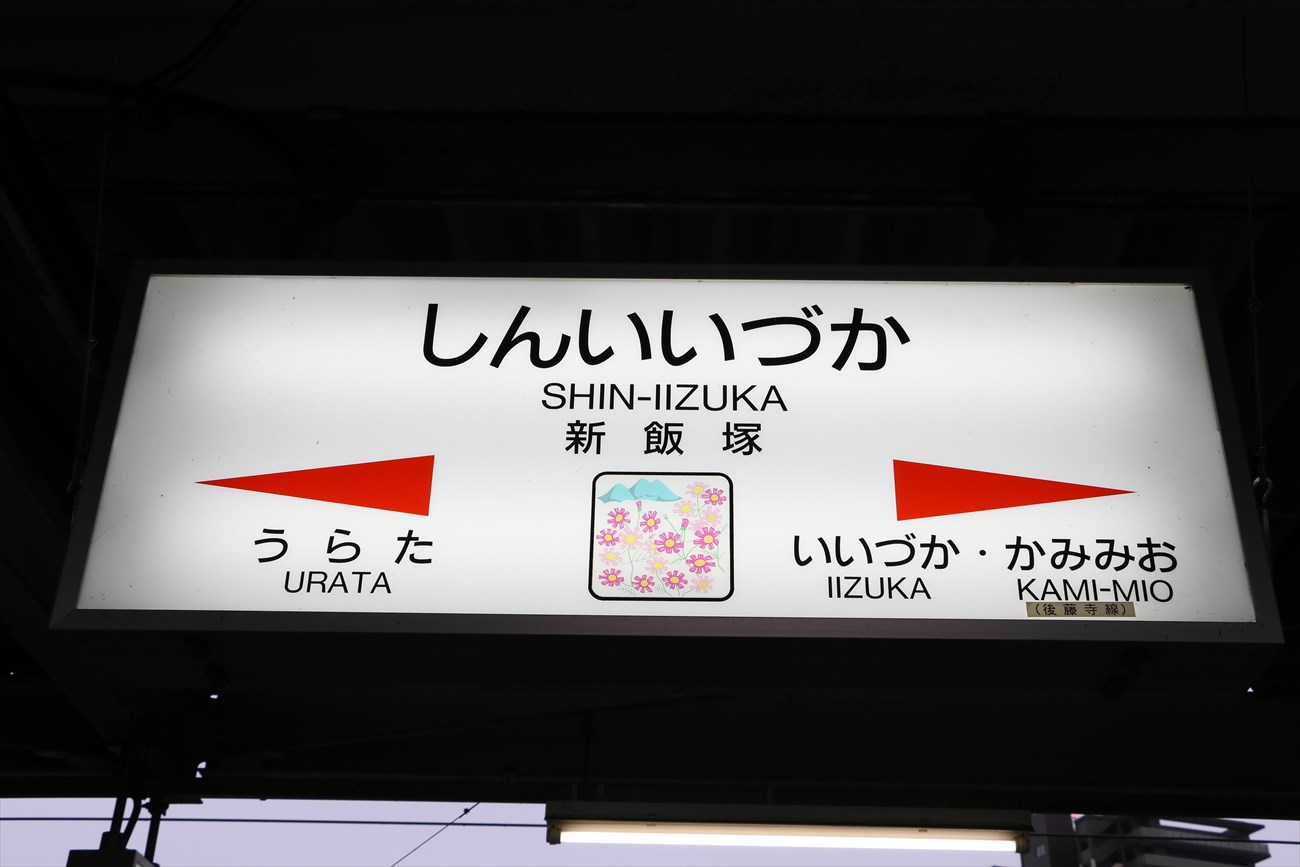 しんいいづか
SHIN-IIZUKA
新飯塚
うらた
URATA
いいづか・かみみお
IIZUKA KAMI-MIO
(後藤寺線)